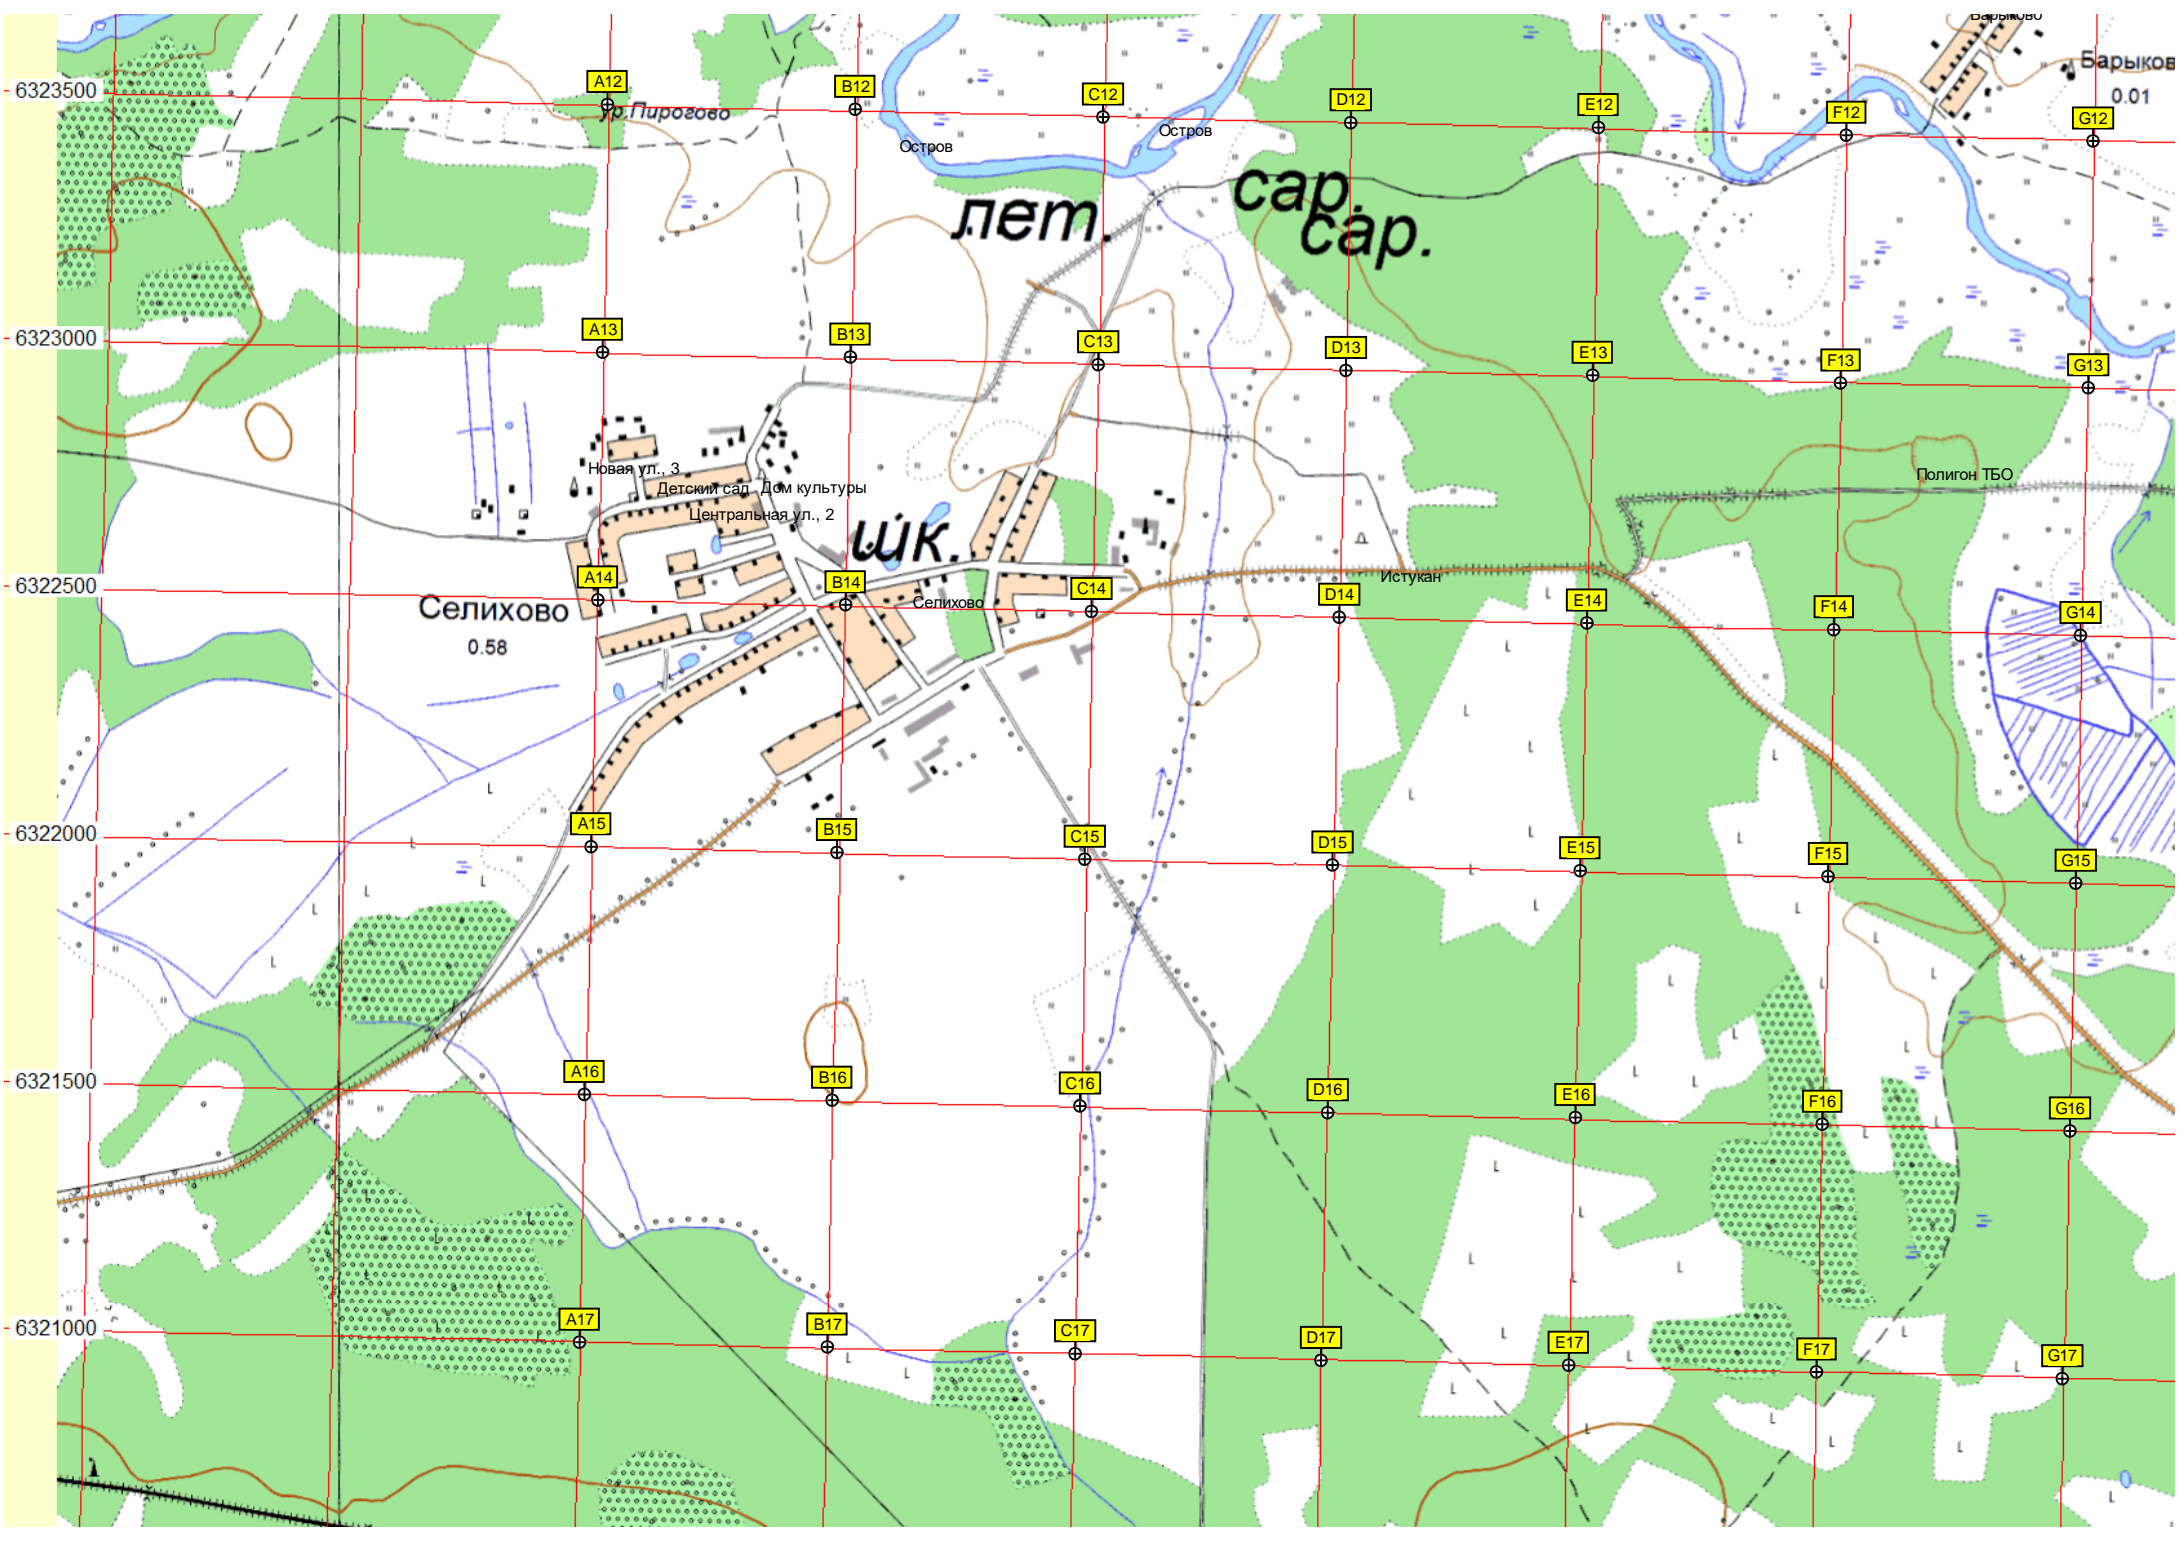 Барыково
Барыков
0.01
6323500
A12
B12
C12
D12
E12
F12
G12
ур.Пирогово
Остров
Остров
лет.
сар.
сар.
6323000
A13
B13
C13
D13
E13
F13
G13
Новая ул., 3
Детский сад
Дом культуры
Центральная ул., 2
Полигон ТБО
шк.
6322500
A14
B14
C14
D14
E14
F14
G14
Истукан
Селихово
Селихово
0.58
6322000
A15
B15
C15
D15
E15
F15
G15
6321500
A16
B16
C16
D16
E16
F16
G16
6321000
A17
B17
C17
D17
E17
F17
G17